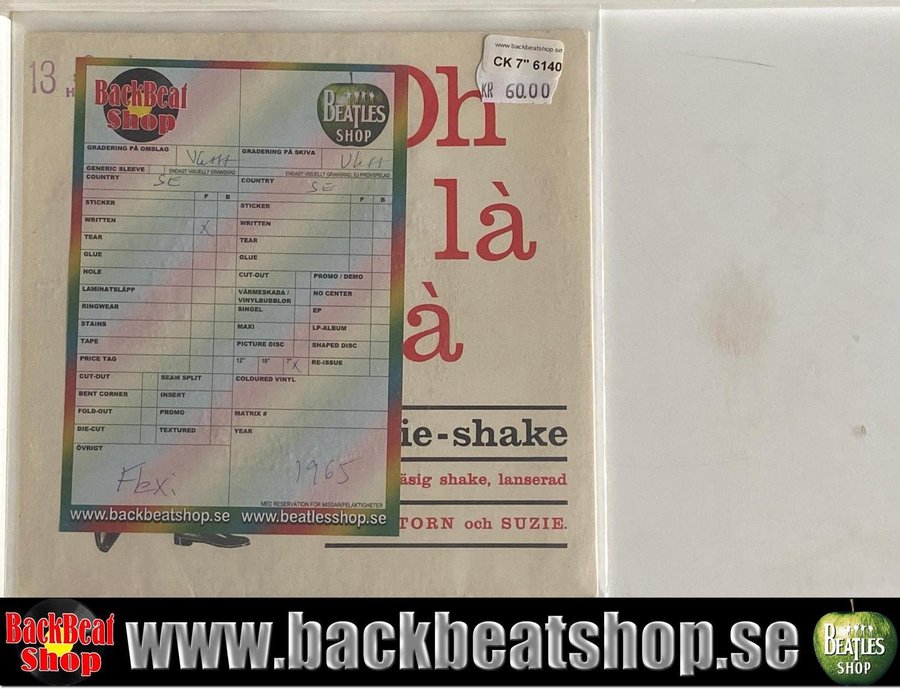 13
www.backbeatshop.se
CK 7" 6140
KR 60.00
Oh
là
à
BackBeat
Shop
BEATLES
SHOP
GRADERING PÅ OMSLAG
GRADERING PÅ SKIVA
GENERIC SLEEVE
ENDAST VISUELLT GRANSKAD
ENDAST VISUELLT GRANSKAD, EJ PROVSPELAD
COUNTRY SE
COUNTRY SE
F B
F B
STICKER
STICKER
WRITTEN X
WRITTEN
TEAR
TEAR
GLUE
GLUE
HOLE
CUT-OUT PROMO / DEMO
LAMINATSLÄPP
VÄRMESKADA / VINYLBUBBLOR NO CENTER
RINGWEAR
SINGEL EP
STAINS
MAXI LP-ALBUM
TAPE
PICTURE DISC SHAPED DISC
PRICE TAG
12" 10" 7" X RE-ISSUE
CUT-OUT SEAM SPLIT
COLOURED VINYL
BENT CORNER INSERT
FOLD-OUT PROMO
MATRIX #
DIE-CUT TEXTURED
YEAR
ÖVRIGT
Flexi
1965
MED RESERVATION FÖR MISSAR/FELAKTIGHETER
www.backbeatshop.se www.beatlesshop.se
ie-shake
äsig shake, lanserad
TORN och SUZIE.
BackBeat
Shop
www.backbeatshop.se
BEATLES
SHOP